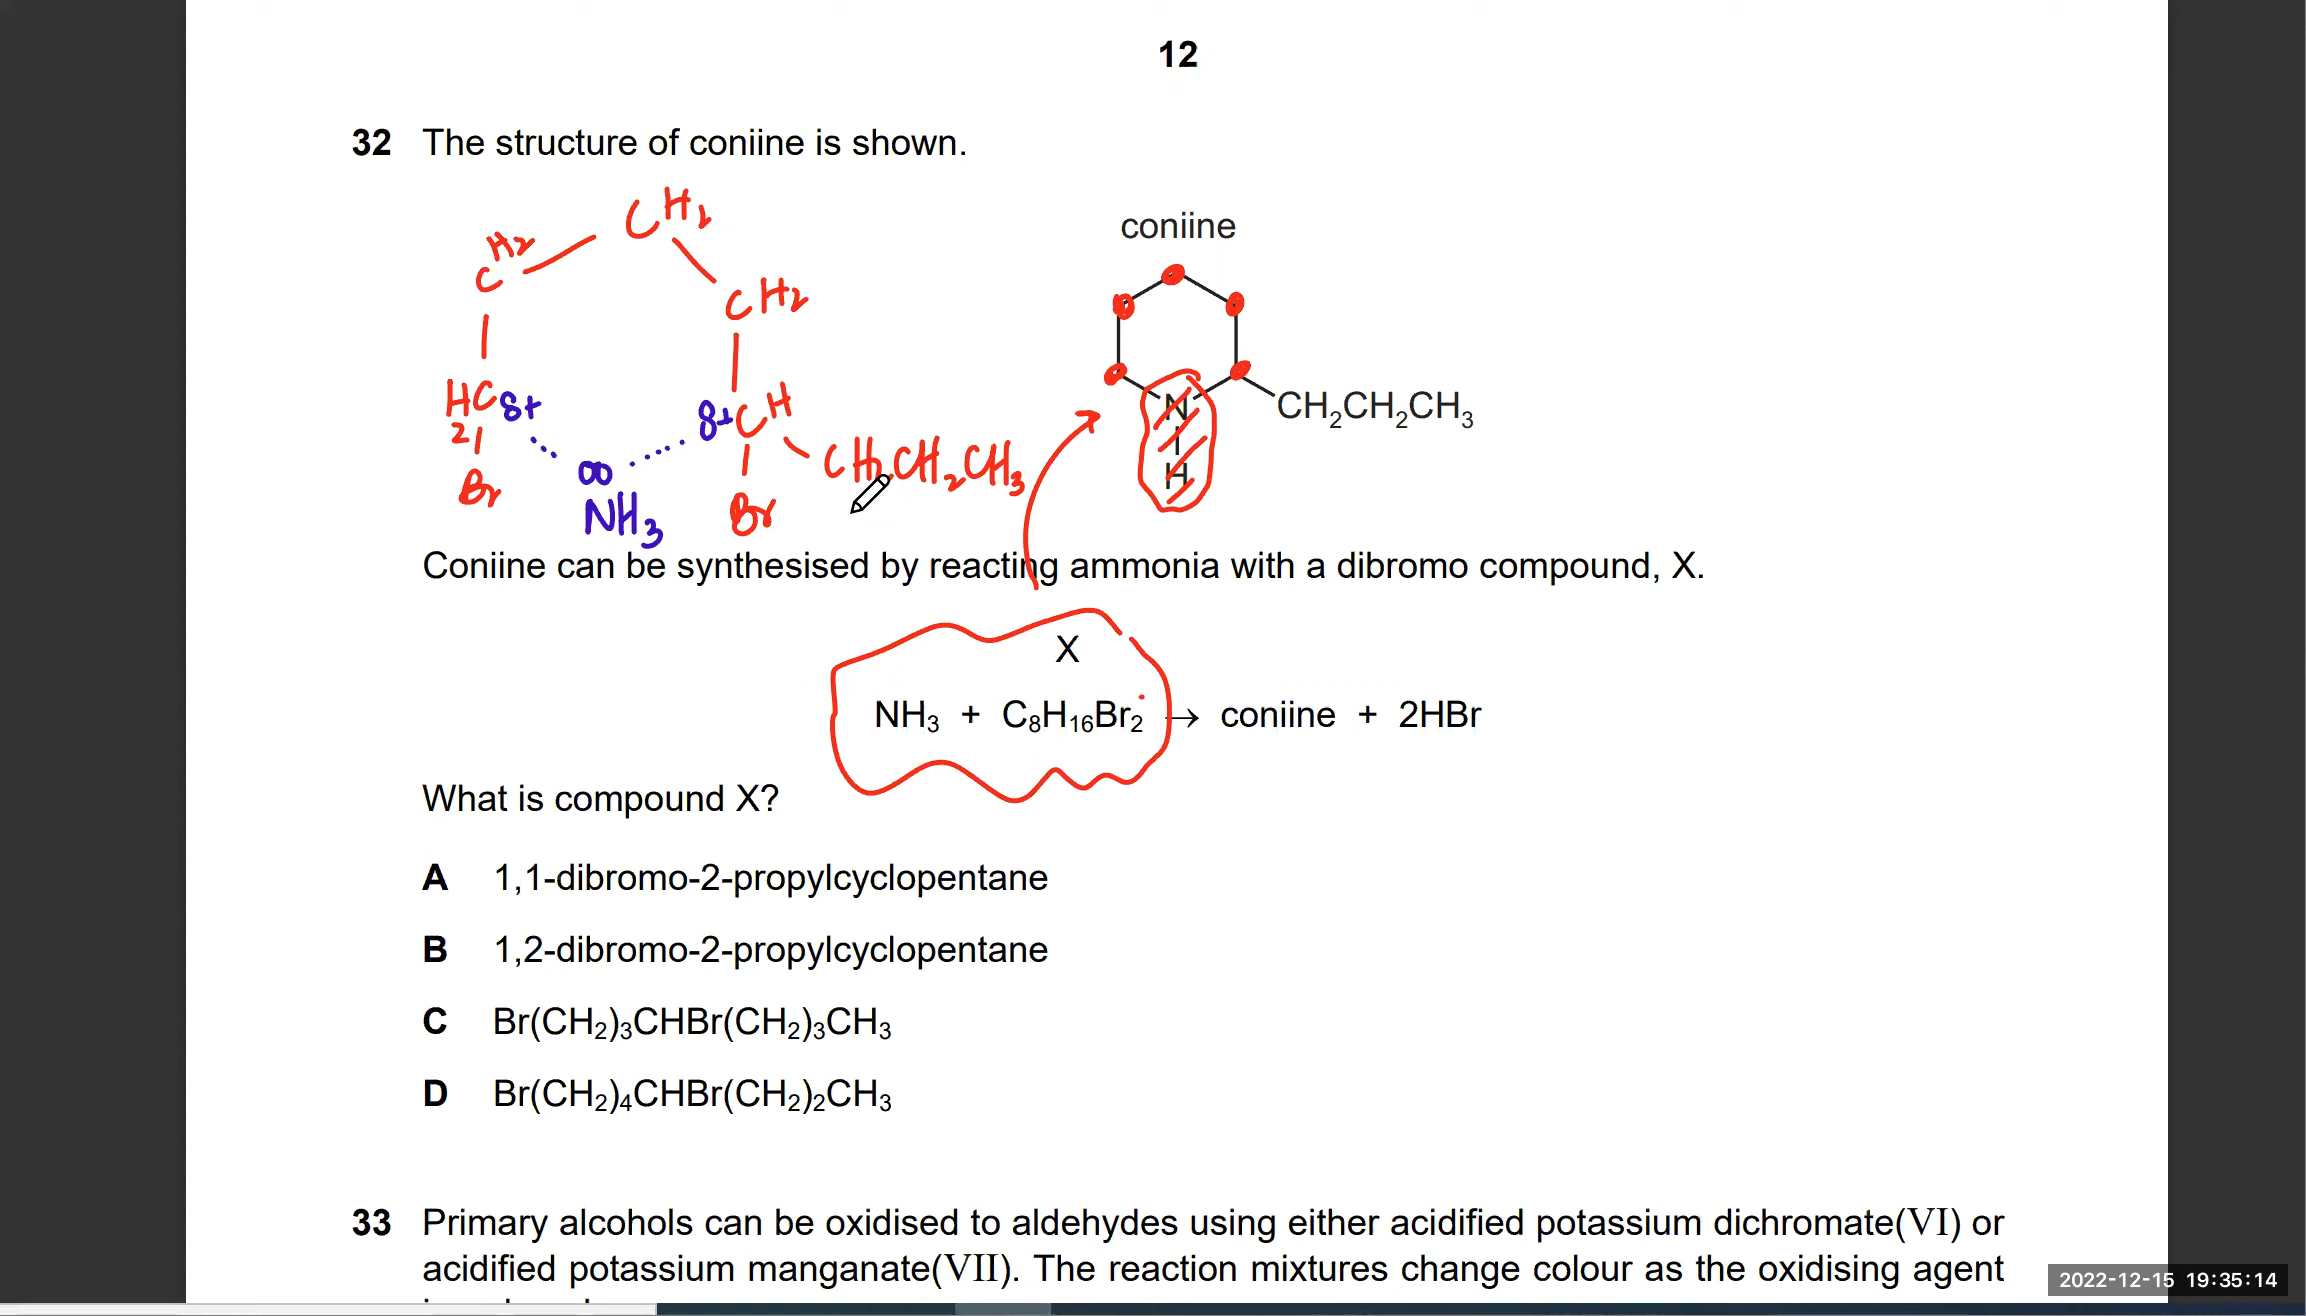 12
32 The structure of coniine is shown.
CH2
H2
C
CH2
coniine
HC δ+
2
δ+ CH
CH2CH2CH3
Br
NH3
Br
N
H
CH2CH2CH3
Coniine can be synthesised by reacting ammonia with a dibromo compound, X.
X
NH3 + C8H16Br2 → coniine + 2HBr
What is compound X?
A 1,1-dibromo-2-propylcyclopentane
B 1,2-dibromo-2-propylcyclopentane
C Br(CH2)3CHBr(CH2)3CH3
D Br(CH2)4CHBr(CH2)2CH3
33 Primary alcohols can be oxidised to aldehydes using either acidified potassium dichromate(VI) or
acidified potassium manganate(VII). The reaction mixtures change colour as the oxidising agent
2022-12-15 19:35:14